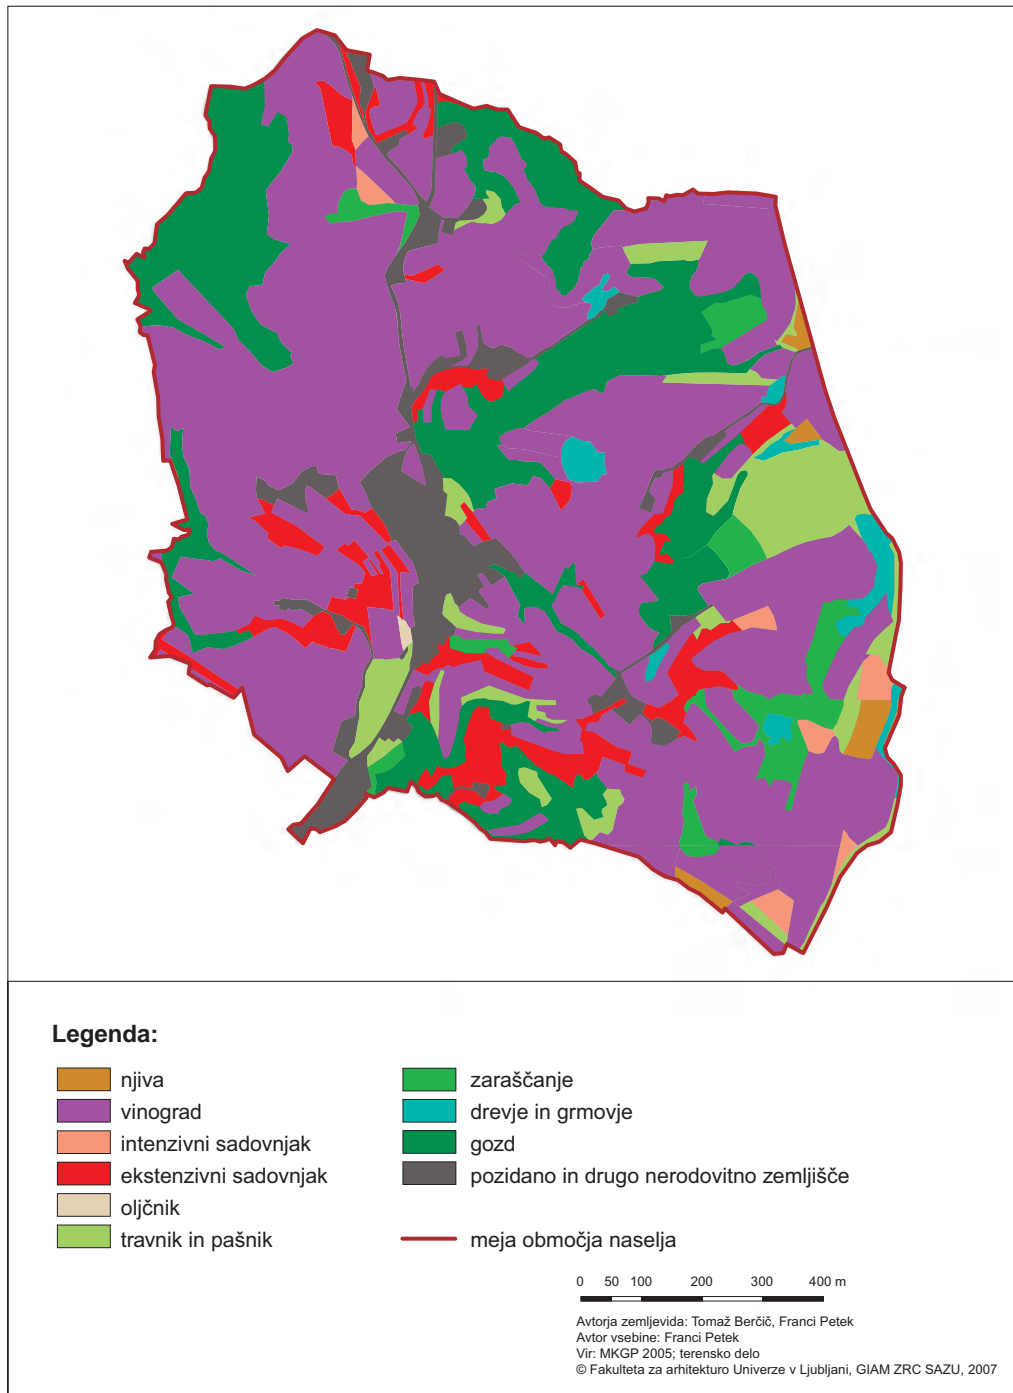 Legenda:
njiva
vinograd
intenzivni sadovnjak
ekstenzivni sadovnjak
oljčnik
travnik in pašnik
zaraščanje
drevje in grmovje
gozd
pozidano in drugo nerodovitno zemljišče
meja območja naselja
0 50 100 200 300 400 m
Avtorja zemljevida: Tomaž Berčič, Franci Petek
Avtor vsebine: Franci Petek
Vir: MKGP 2005; terensko delo
© Fakulteta za arhitekturo Univerze v Ljubljani, GIAM ZRC SAZU, 2007